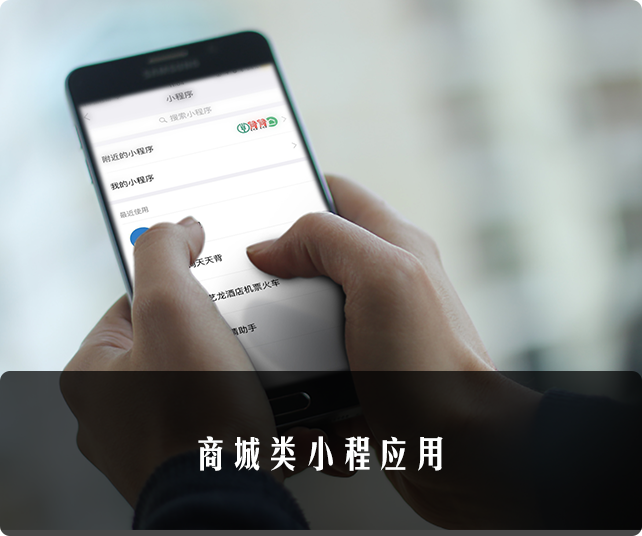 SAMSUNG
小程序
搜索小程序
附近的小程序
我的小程序
最近使用
天天背
艺龙酒店机票火车
助手
商城类小程应用